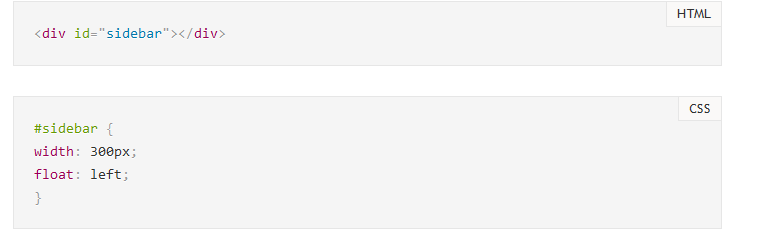 HTML
<div id="sidebar"></div>
CSS
#sidebar {
width: 300px;
float: left;
}